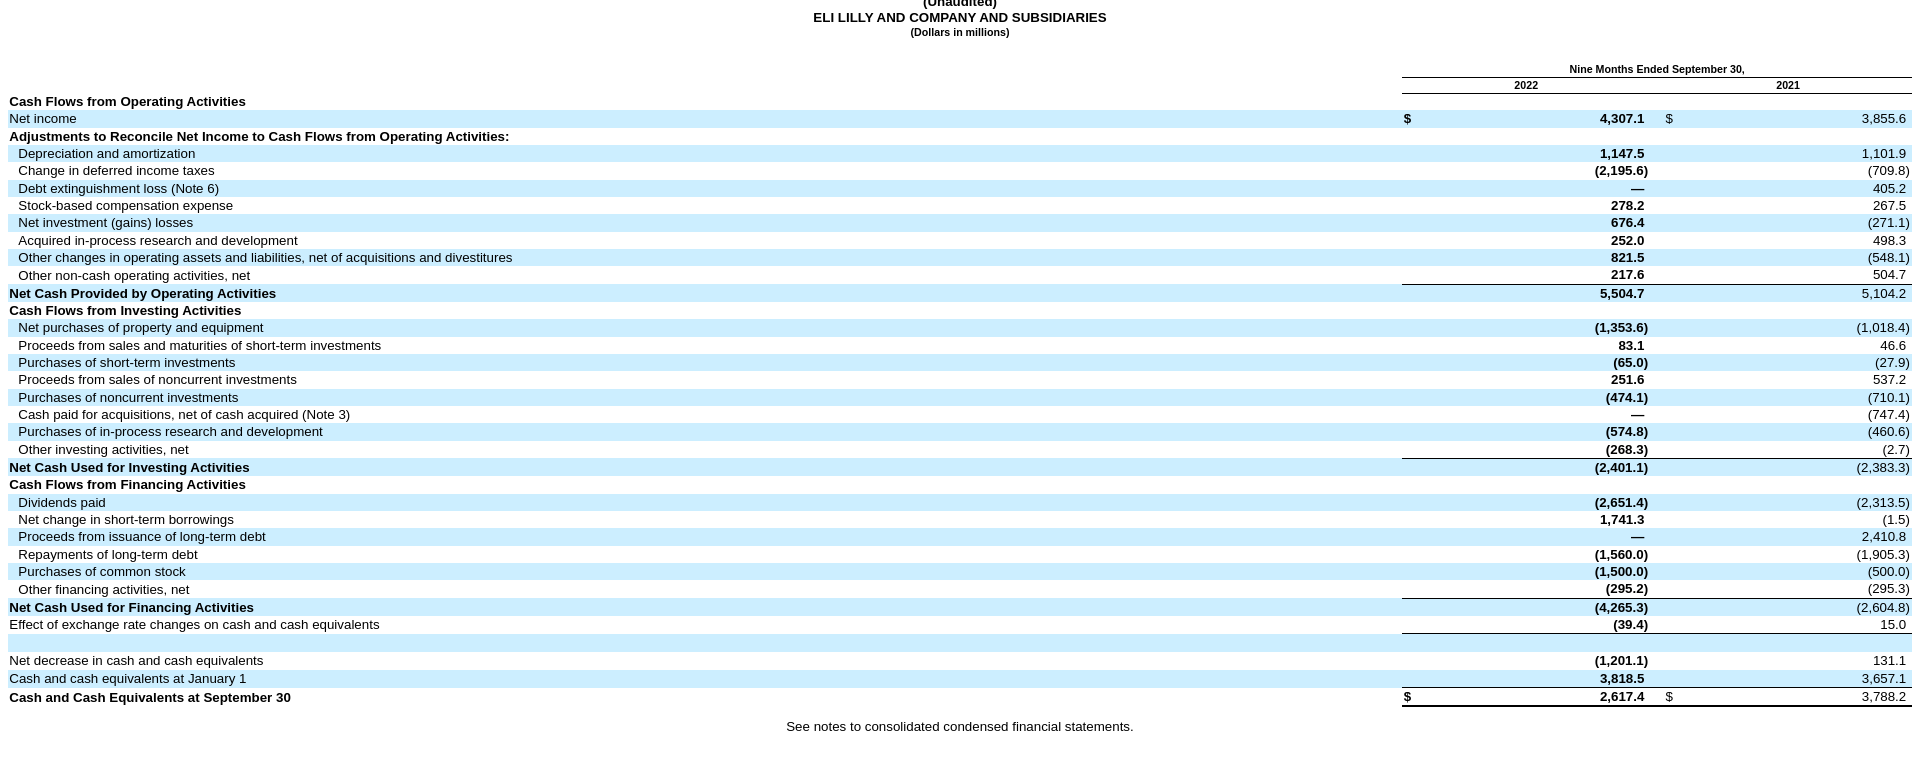 (Unaudited)
ELI LILLY AND COMPANY AND SUBSIDIARIES
(Dollars in millions)
Nine Months Ended September 30,
2022 2021
Cash Flows from Operating Activities
Net income $ 4,307.1 $ 3,855.6
Adjustments to Reconcile Net Income to Cash Flows from Operating Activities:
Depreciation and amortization 1,147.5 1,101.9
Change in deferred income taxes (2,195.6) (709.8)
Debt extinguishment loss (Note 6) — 405.2
Stock-based compensation expense 278.2 267.5
Net investment (gains) losses 676.4 (271.1)
Acquired in-process research and development 252.0 498.3
Other changes in operating assets and liabilities, net of acquisitions and divestitures 821.5 (548.1)
Other non-cash operating activities, net 217.6 504.7
Net Cash Provided by Operating Activities 5,504.7 5,104.2
Cash Flows from Investing Activities
Net purchases of property and equipment (1,353.6) (1,018.4)
Proceeds from sales and maturities of short-term investments 83.1 46.6
Purchases of short-term investments (65.0) (27.9)
Proceeds from sales of noncurrent investments 251.6 537.2
Purchases of noncurrent investments (474.1) (710.1)
Cash paid for acquisitions, net of cash acquired (Note 3) — (747.4)
Purchases of in-process research and development (574.8) (460.6)
Other investing activities, net (268.3) (2.7)
Net Cash Used for Investing Activities (2,401.1) (2,383.3)
Cash Flows from Financing Activities
Dividends paid (2,651.4) (2,313.5)
Net change in short-term borrowings 1,741.3 (1.5)
Proceeds from issuance of long-term debt — 2,410.8
Repayments of long-term debt (1,560.0) (1,905.3)
Purchases of common stock (1,500.0) (500.0)
Other financing activities, net (295.2) (295.3)
Net Cash Used for Financing Activities (4,265.3) (2,604.8)
Effect of exchange rate changes on cash and cash equivalents (39.4) 15.0
Net decrease in cash and cash equivalents (1,201.1) 131.1
Cash and cash equivalents at January 1 3,818.5 3,657.1
Cash and Cash Equivalents at September 30 $ 2,617.4 $ 3,788.2
See notes to consolidated condensed financial statements.